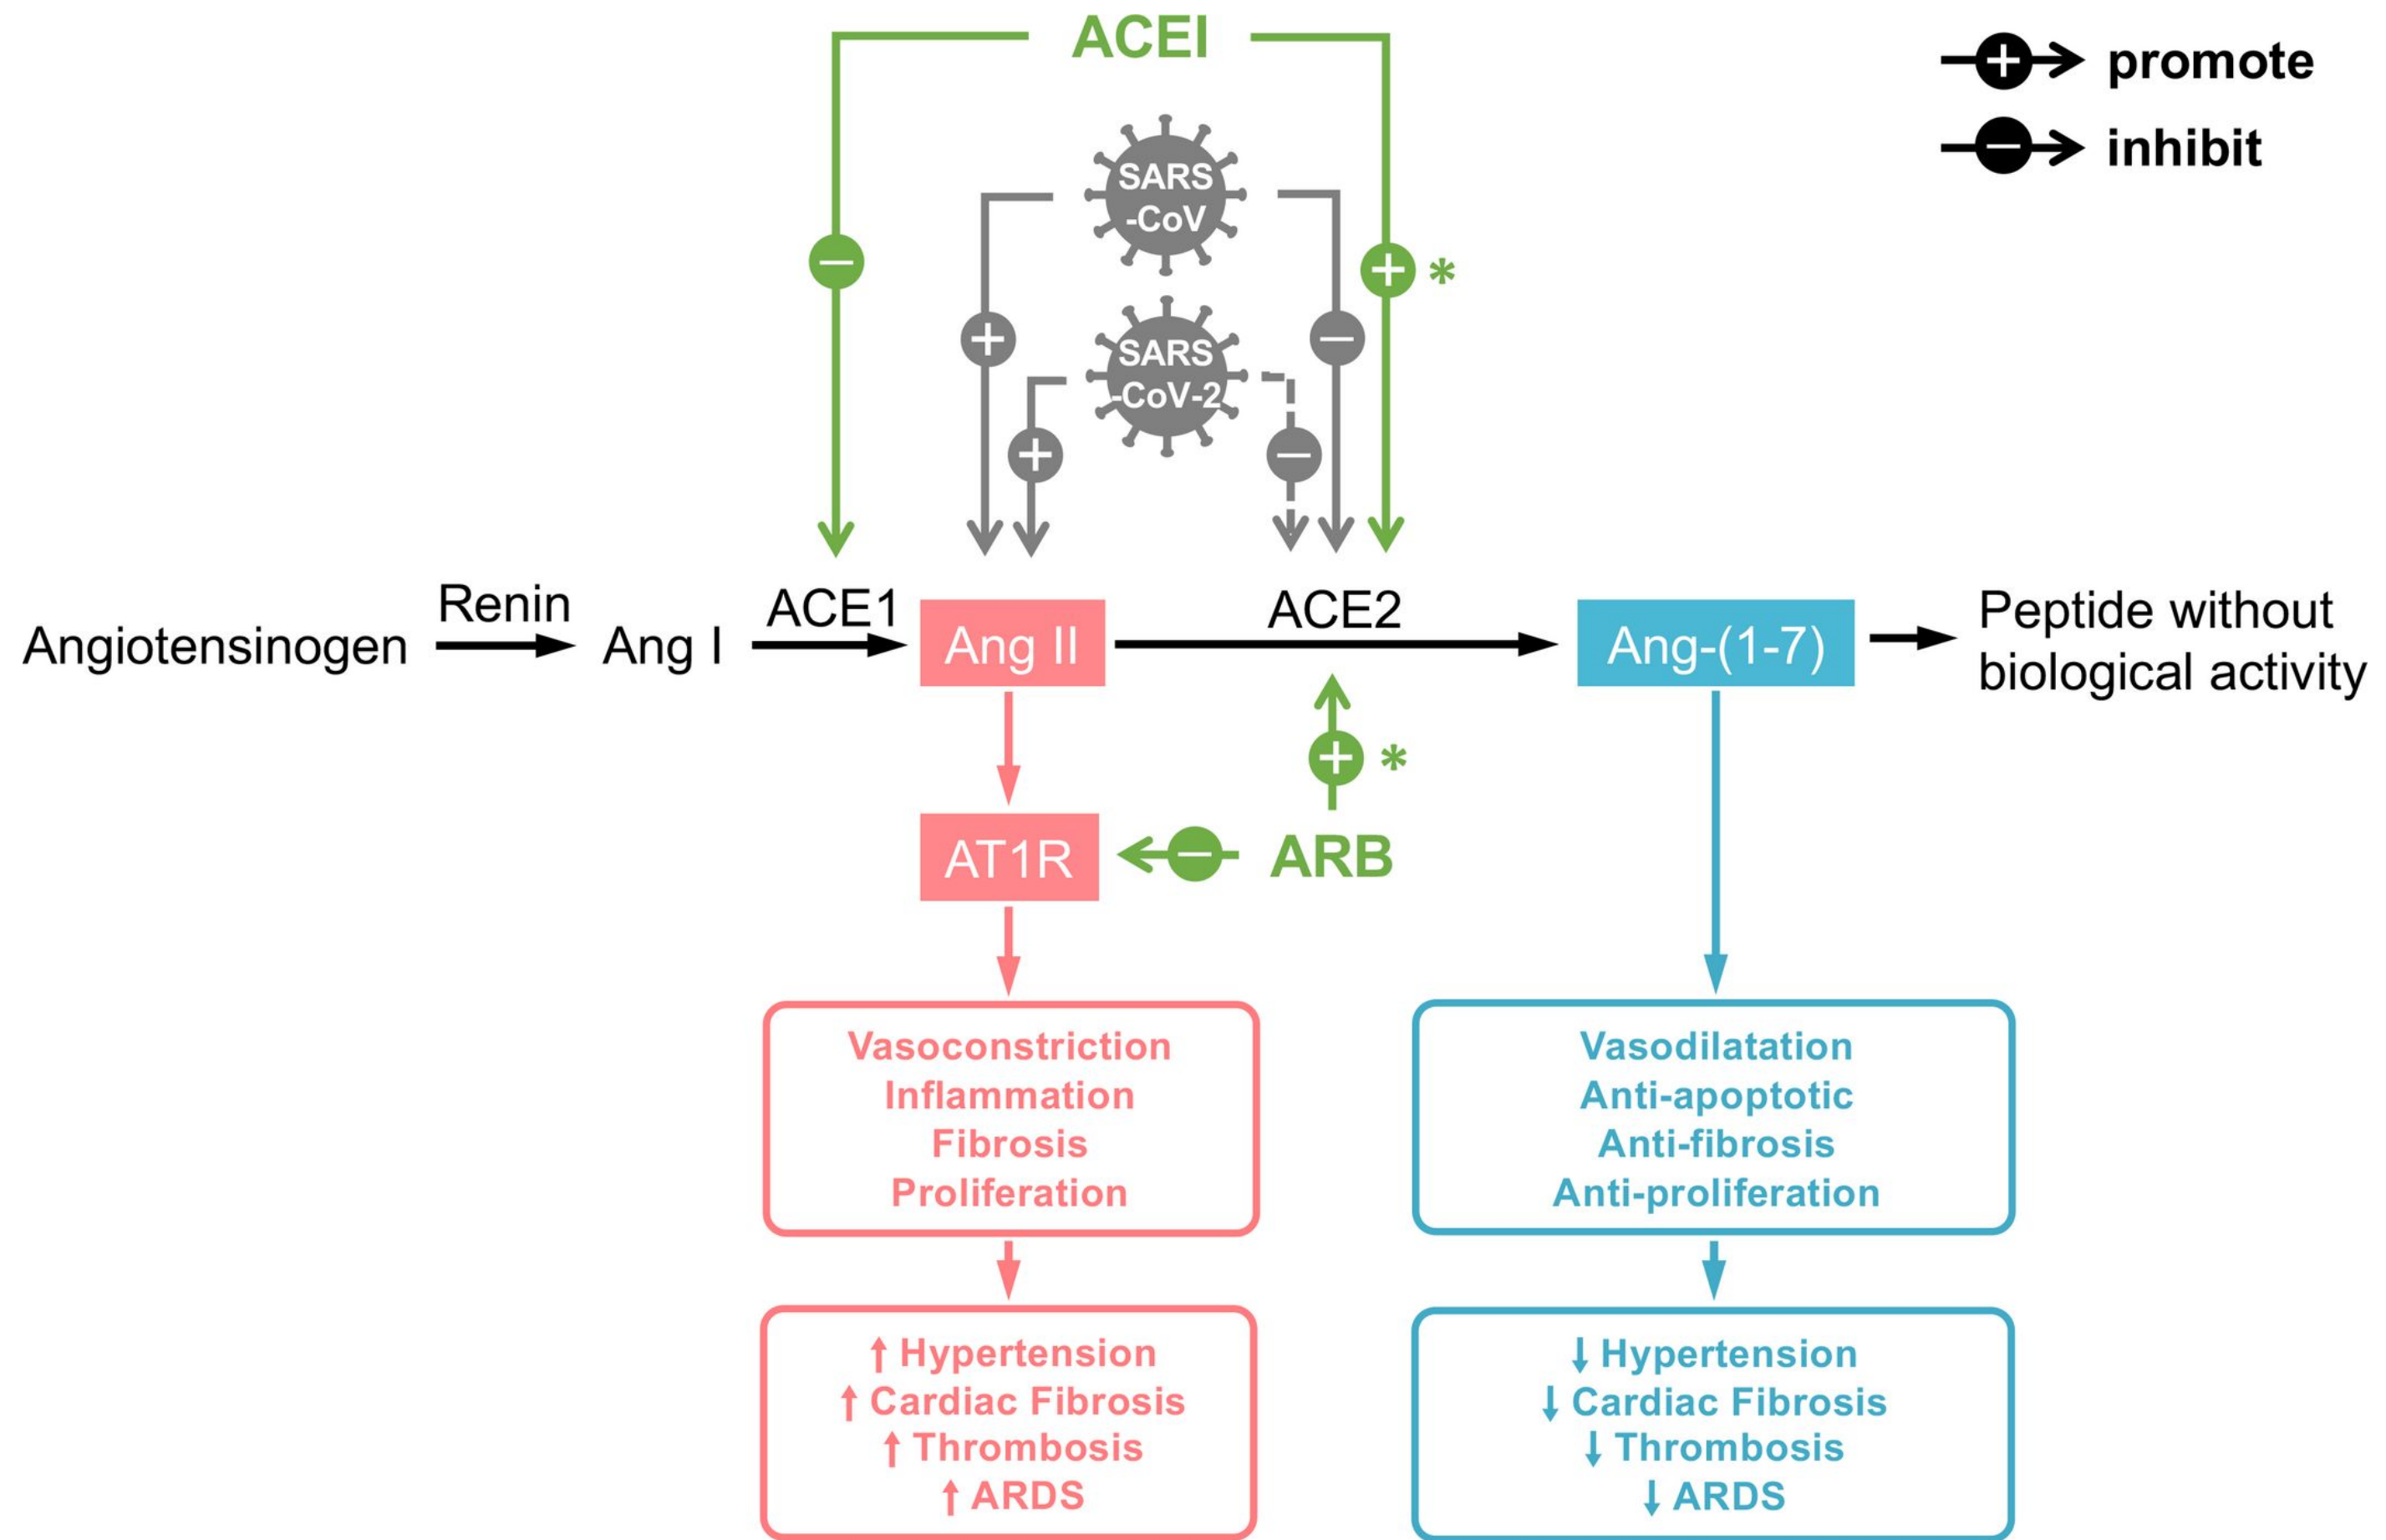 ACEI
promote
inhibit
SARS
-CoV
*
SARS
-CoV-2
Angiotensinogen
Renin
Ang I
ACE1
Ang II
ACE2
Ang-(1-7)
Peptide without
biological activity
*
AT1R
ARB
Vasoconstriction
Inflammation
Fibrosis
Proliferation
Vasodilatation
Anti-apoptotic
Anti-fibrosis
Anti-proliferation
↑ Hypertension
↑ Cardiac Fibrosis
↑ Thrombosis
↑ ARDS
↓ Hypertension
↓ Cardiac Fibrosis
↓ Thrombosis
↓ ARDS